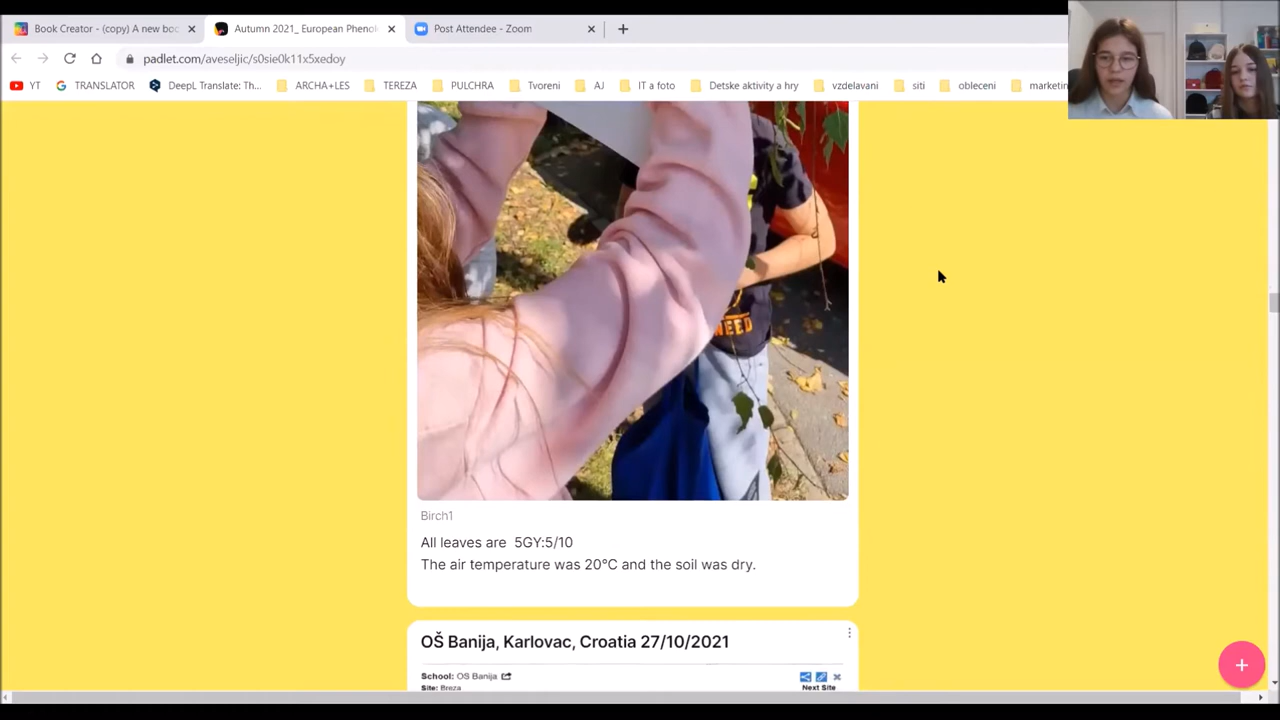 Book Creator - (copy) A new boc
Autumn 2021_ European Phenol
Post Attendee - Zoom
padlet.com/aveseljic/s0sie0k11x5xedoy
YT
TRANSLATOR
DeepL Translate: Th...
ARCHA+LES
TEREZA
PULCHRA
Tvoreni
AJ
IT a foto
Detske aktivity a hry
vzdelavani
siti
obleceni
marketin
NEED
Birch1
All leaves are 5GY:5/10
The air temperature was 20°C and the soil was dry.
OŠ Banija, Karlovac, Croatia 27/10/2021
School: OS Banija
Site: Breza
Next Site